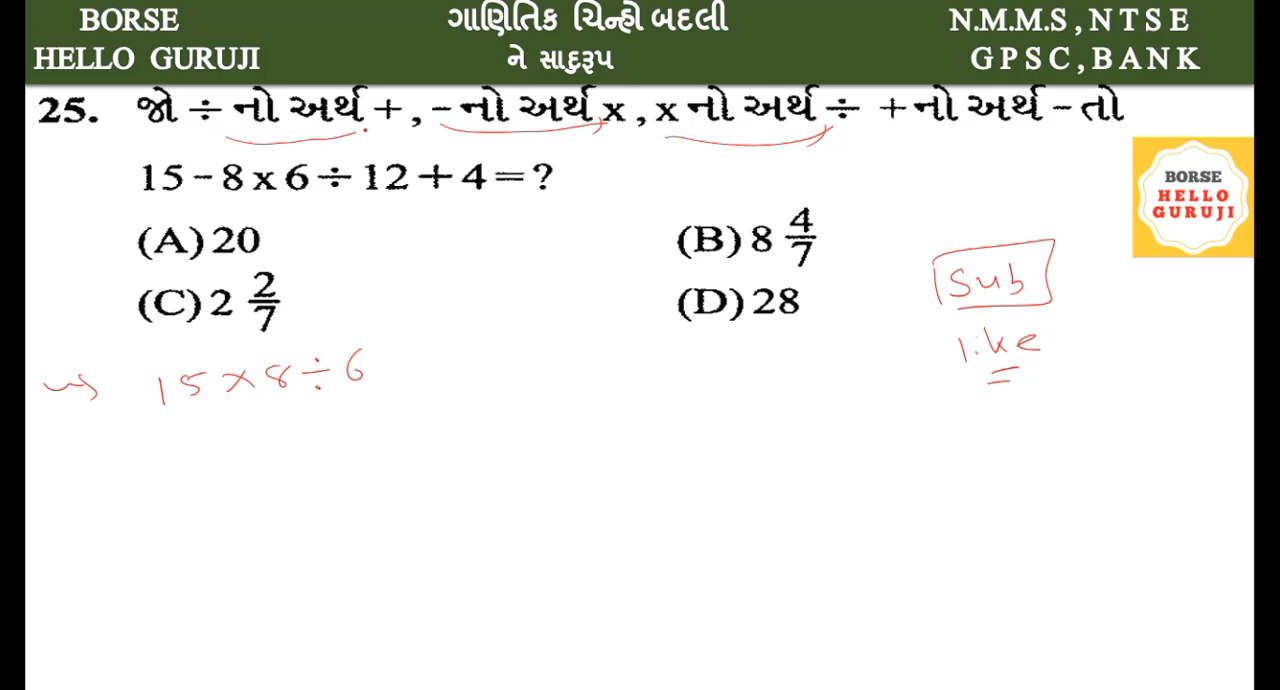 BORSE
HELLO GURUJI
ગાણિતિક ચિન્હો બદલી
ને સાદુરૂપ
N.M.M.S , N T S E
G P S C , B A N K
25. જો ÷ નો અર્થ + , - નો અર્થ x , x નો અર્થ ÷ + નો અર્થ - તો
15 - 8 x 6 ÷ 12 + 4 = ?
(A) 20
(B) 8 4/7
(C) 2 2/7
(D) 28
BORSE
HELLO
GURUJI
Sub
like
15 × 8 ÷ 6